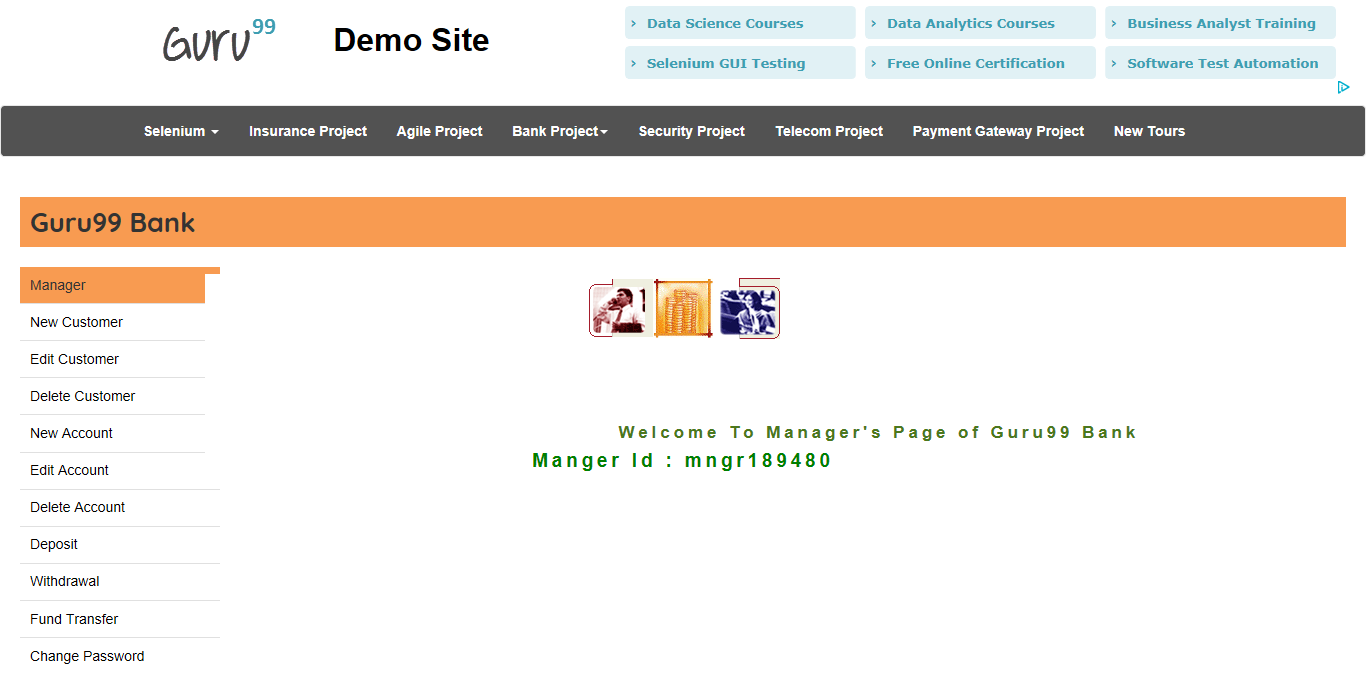 Guru99
Demo Site
› Data Science Courses
› Data Analytics Courses
› Business Analyst Training
› Selenium GUI Testing
› Free Online Certification
› Software Test Automation
Selenium Insurance Project Agile Project Bank Project Security Project Telecom Project Payment Gateway Project New Tours
Guru99 Bank
Manager
New Customer
Edit Customer
Delete Customer
New Account
Edit Account
Delete Account
Deposit
Withdrawal
Fund Transfer
Change Password
Welcome To Manager's Page of Guru99 Bank
Manger Id : mngr189480